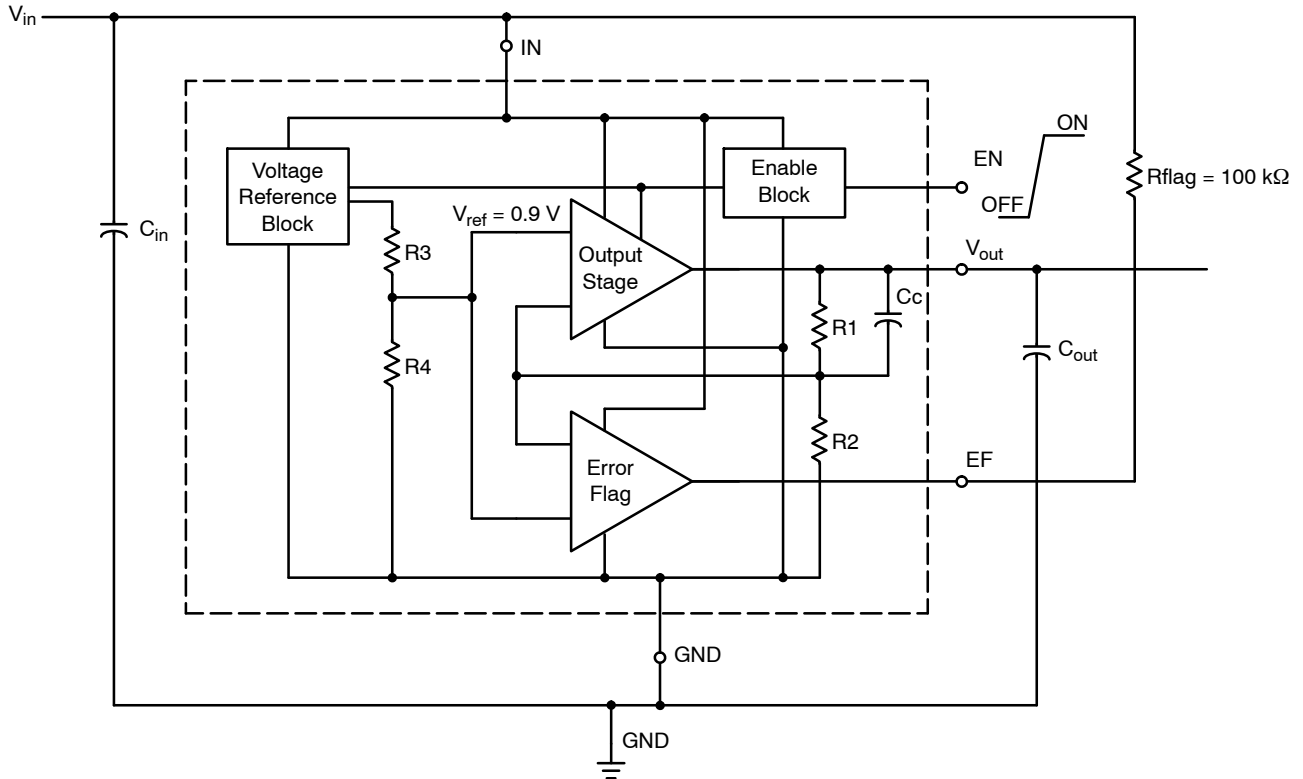 Vin
IN
ON
EN
OFF
Rflag = 100 kΩ
Voltage
Reference
Block
Enable
Block
Cin
Vref = 0.9 V
R3
Output
Stage
Vout
Cc
R1
Cout
R4
R2
Error
Flag
EF
GND
GND